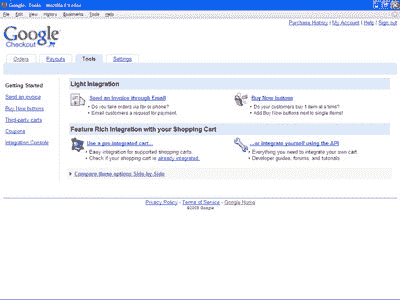 Google - Tools - Mozilla Firefox
File Edit View History Bookmarks Tools Help
Purchase History | My Account | Help | Sign out
Google
Checkout
Orders Payouts Tools Settings
Getting Started
Send an invoice
Buy Now buttons
Third-party carts
Coupons
Integration Console
Light Integration
Send an Invoice through Email
• Do you take orders via fax or phone?
• Email customers a request for payment.
Buy Now buttons
• Do your customers buy 1 item at a time?
• Add Buy Now buttons next to single items!
Feature Rich Integration with your Shopping Cart
Use a pre-integrated cart...
• Easy integration for supported shopping carts
• Check if your shopping cart is already integrated.
...or Integrate yourself using the API
• Everything you need to integrate your own cart.
• Developer guides, forums, and tutorials
Compare these options Side-by-Side
Privacy Policy - Terms of Service - Google Home
Google